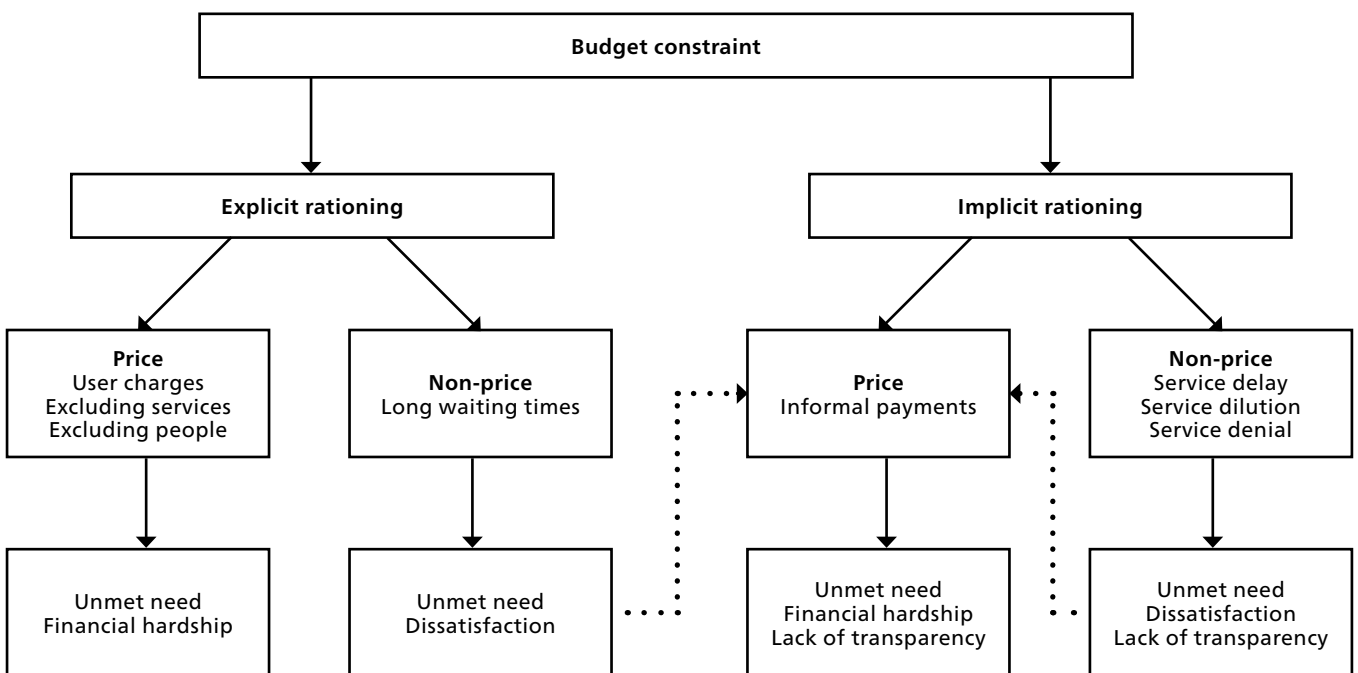 Budget constraint
Explicit rationing
Implicit rationing
Price
User charges
Excluding services
Excluding people
Non-price
Long waiting times
Price
Informal payments
Non-price
Service delay
Service dilution
Service denial
Unmet need
Financial hardship
Unmet need
Dissatisfaction
Unmet need
Financial hardship
Lack of transparency
Unmet need
Dissatisfaction
Lack of transparency